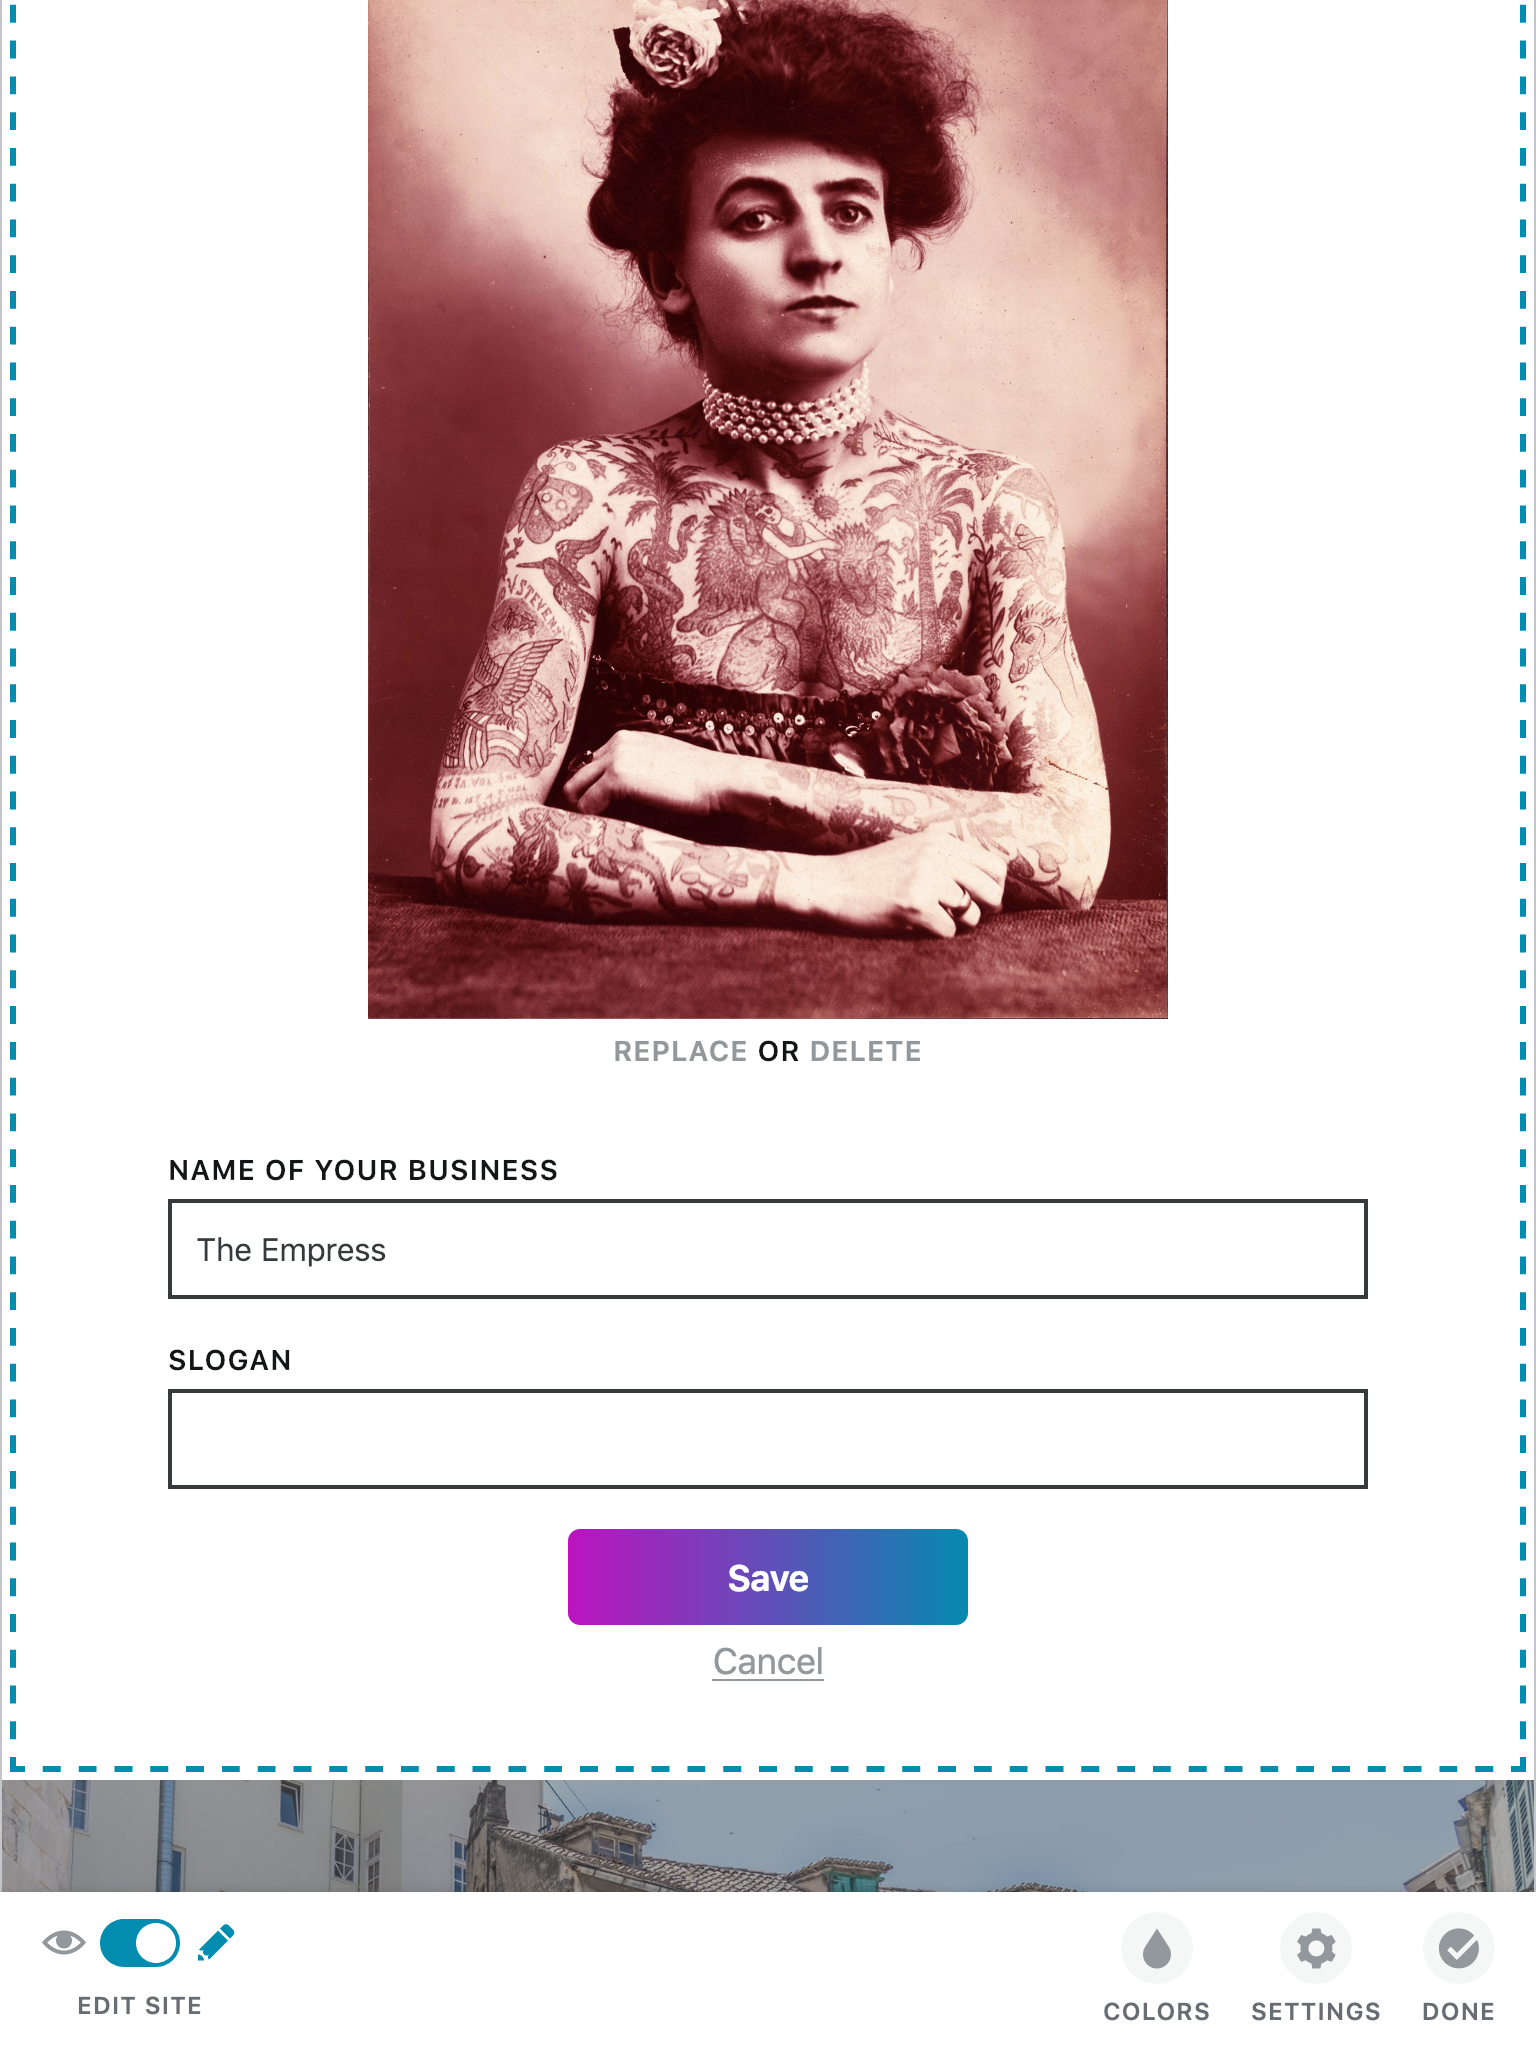 REPLACE OR DELETE
NAME OF YOUR BUSINESS
The Empress
SLOGAN
Save
Cancel
EDIT SITE
COLORS
SETTINGS
DONE